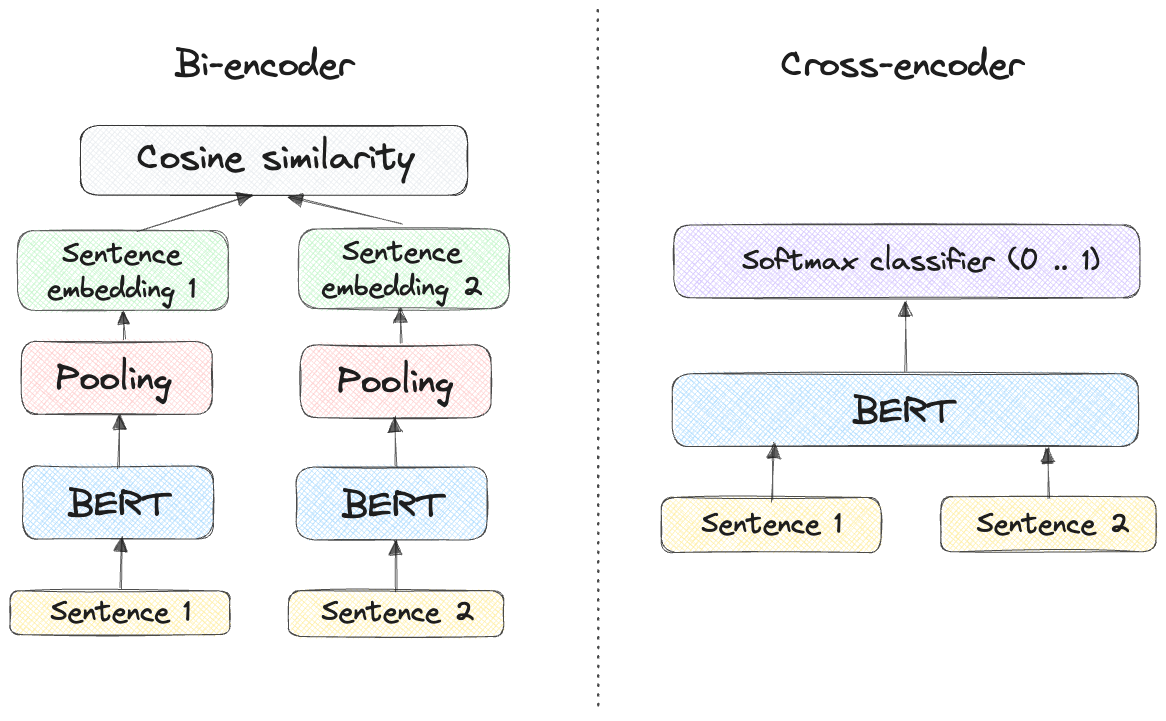 Bi-encoder
Cosine similarity
Sentence
embedding 1
Sentence
embedding 2
Pooling
Pooling
BERT
BERT
Sentence 1
Sentence 2
Cross-encoder
Softmax classifier (0 .. 1)
BERT
Sentence 1
Sentence 2